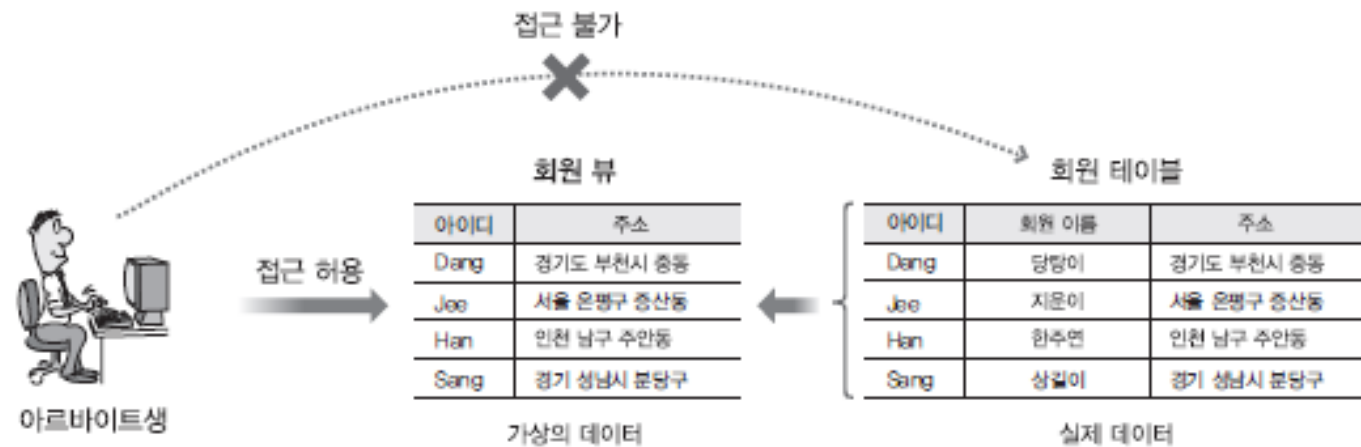 접근 불가
회원 뷰
회원 테이블
아이디 주소
Dang 경기도 부천시 중동
Jee 서울 은평구 증산동
Han 인천 남구 주안동
Sang 경기 성남시 분당구
아이디 회원 이름 주소
Dang 당탕이 경기도 부천시 중동
Jee 지운이 서울 은평구 증산동
Han 한주연 인천 남구 주안동
Sang 상길이 경기 성남시 분당구
접근 허용
아르바이트생
가상의 데이터
실제 데이터